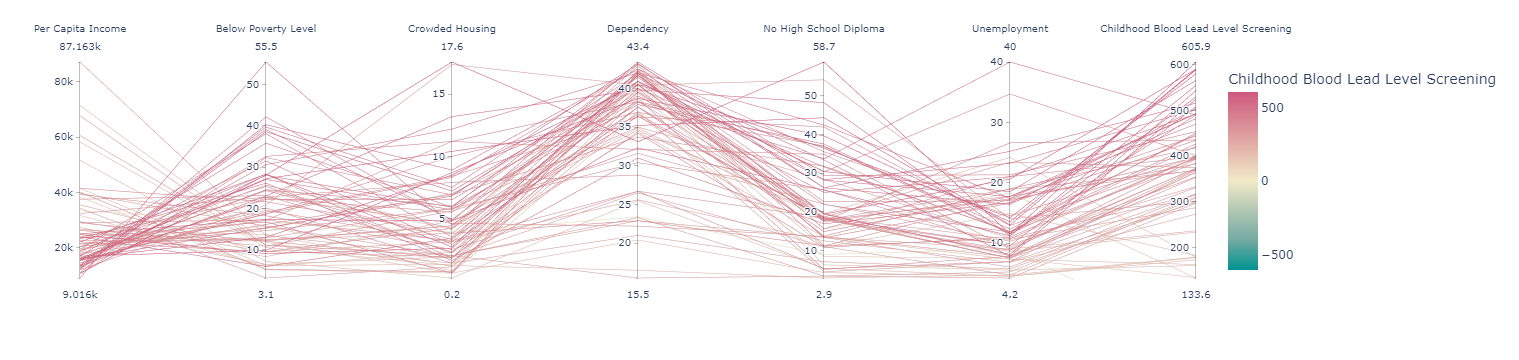 Per Capita Income Below Poverty Level Crowded Housing Dependency No High School Diploma Unemployment Childhood Blood Lead Level Screening
87.163k 55.5 17.6 43.4 58.7 40 605.9
80k 60k 40k 20k
50 40 30 20 10
15 10 5
40 35 30 25 20
50 40 30 20 10
40 30 20 10
600 500 400 300 200
9.016k 3.1 0.2 15.5 2.9 4.2 133.6
Childhood Blood Lead Level Screening
500
0
−500